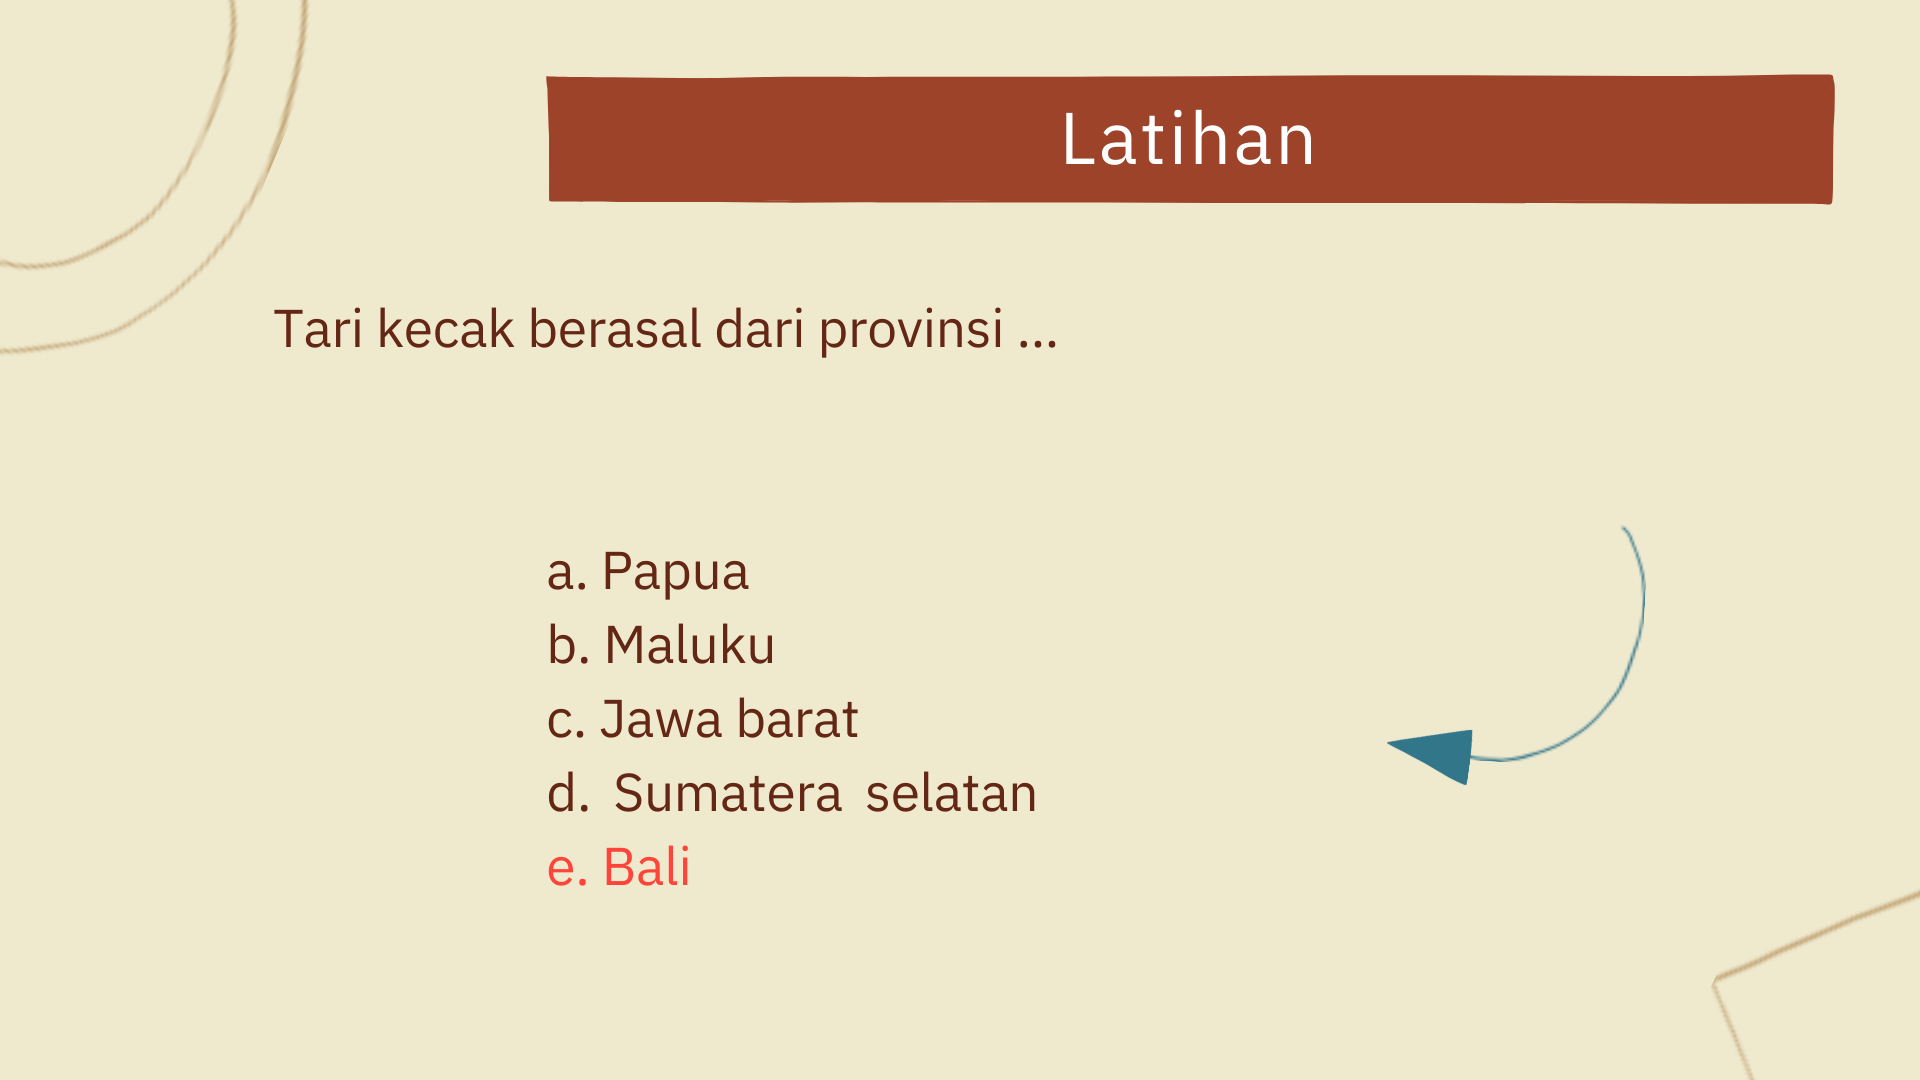 Latihan
Tari kecak berasal dari provinsi ...
a. Papua
b. Maluku
c. Jawa barat
d. Sumatera selatan
e. Bali